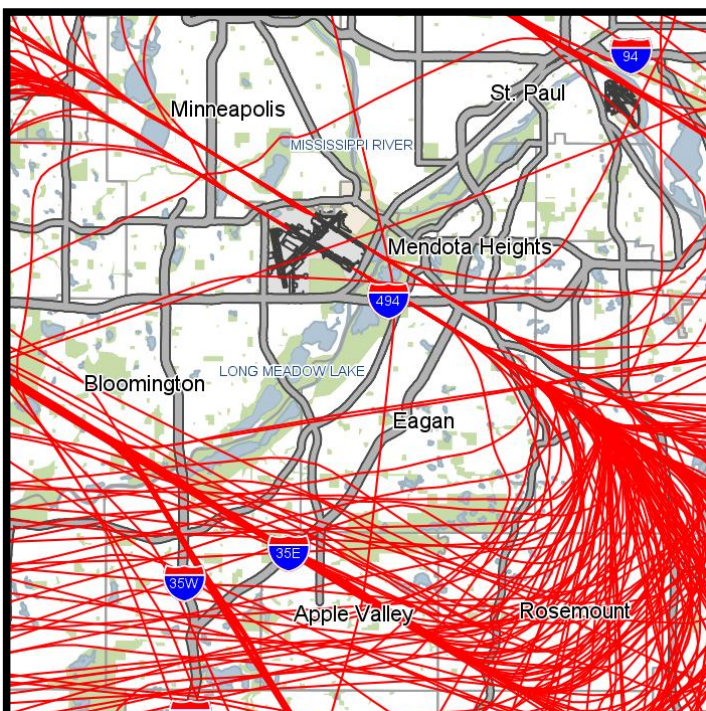 94
St. Paul
Minneapolis
MISSISSIPPI RIVER
Mendota Heights
494
LONG MEADOW LAKE
Bloomington
Eagan
35E
35W
Apple Valley
Rosemount